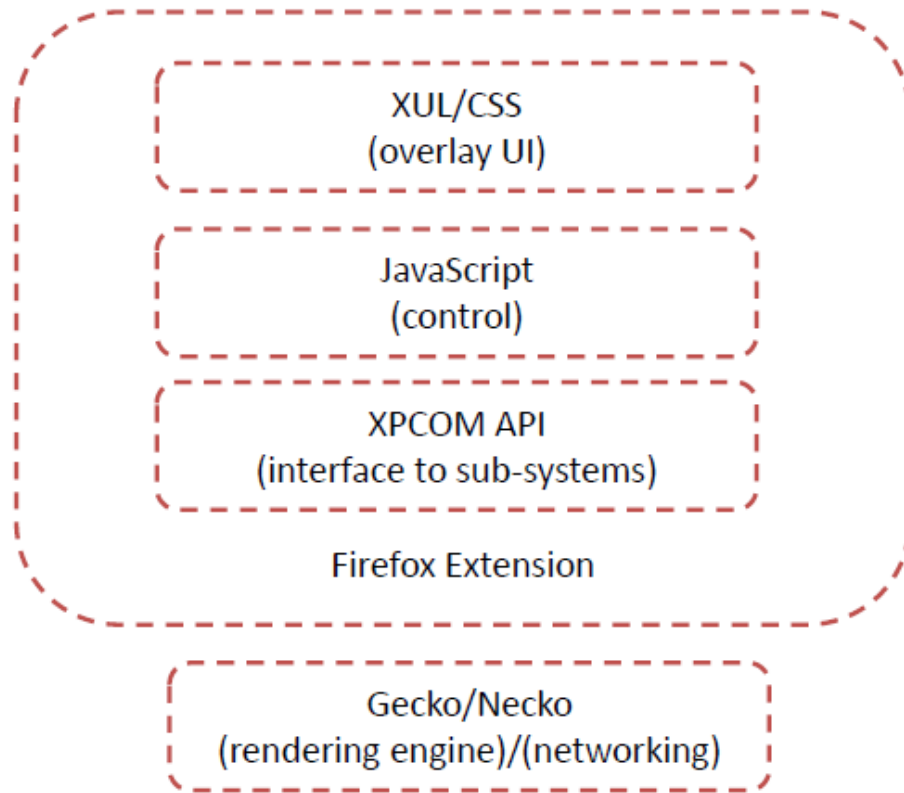 XUL/CSS
(overlay UI)
JavaScript
(control)
XPCOM API
(interface to sub-systems)
Firefox Extension
Gecko/Necko
(rendering engine)/(networking)